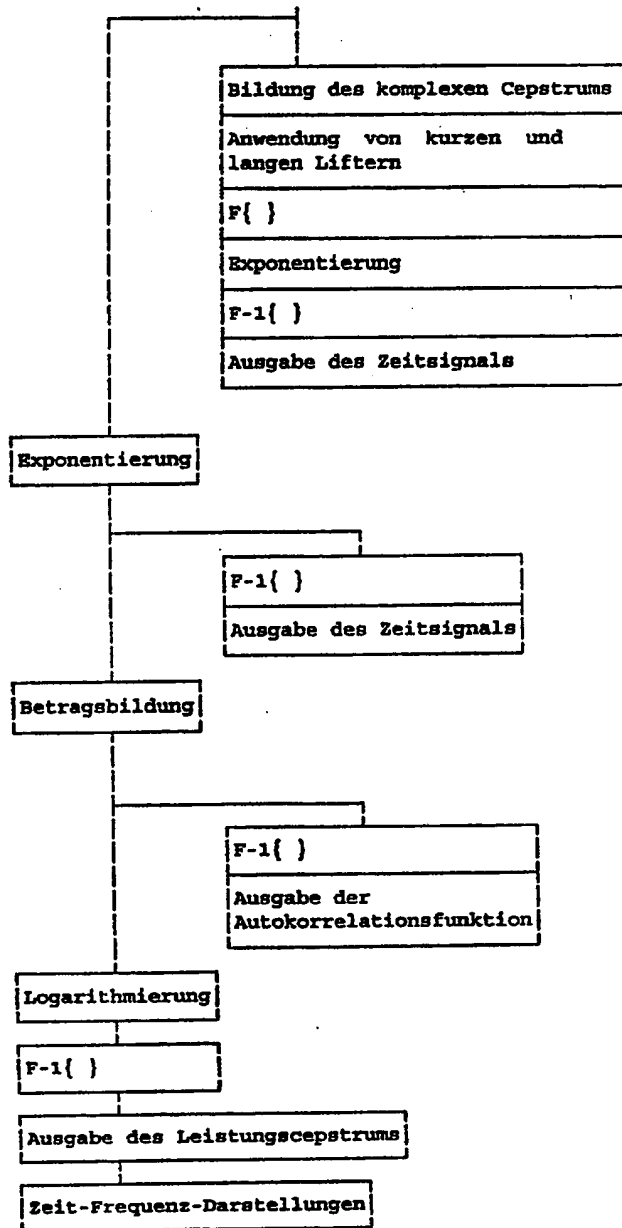 Bildung des komplexen Cepstrums
Anwendung von kurzen und
langen Liftern
F{ }
Exponentierung
F-1{ }
Ausgabe des Zeitsignals
Exponentierung
F-1{ }
Ausgabe des Zeitsignals
Betragsbildung
F-1{ }
Ausgabe der
Autokorrelationsfunktion
Logarithmierung
F-1{ }
Ausgabe des Leistungscepstrums
Zeit-Frequenz-Darstellungen